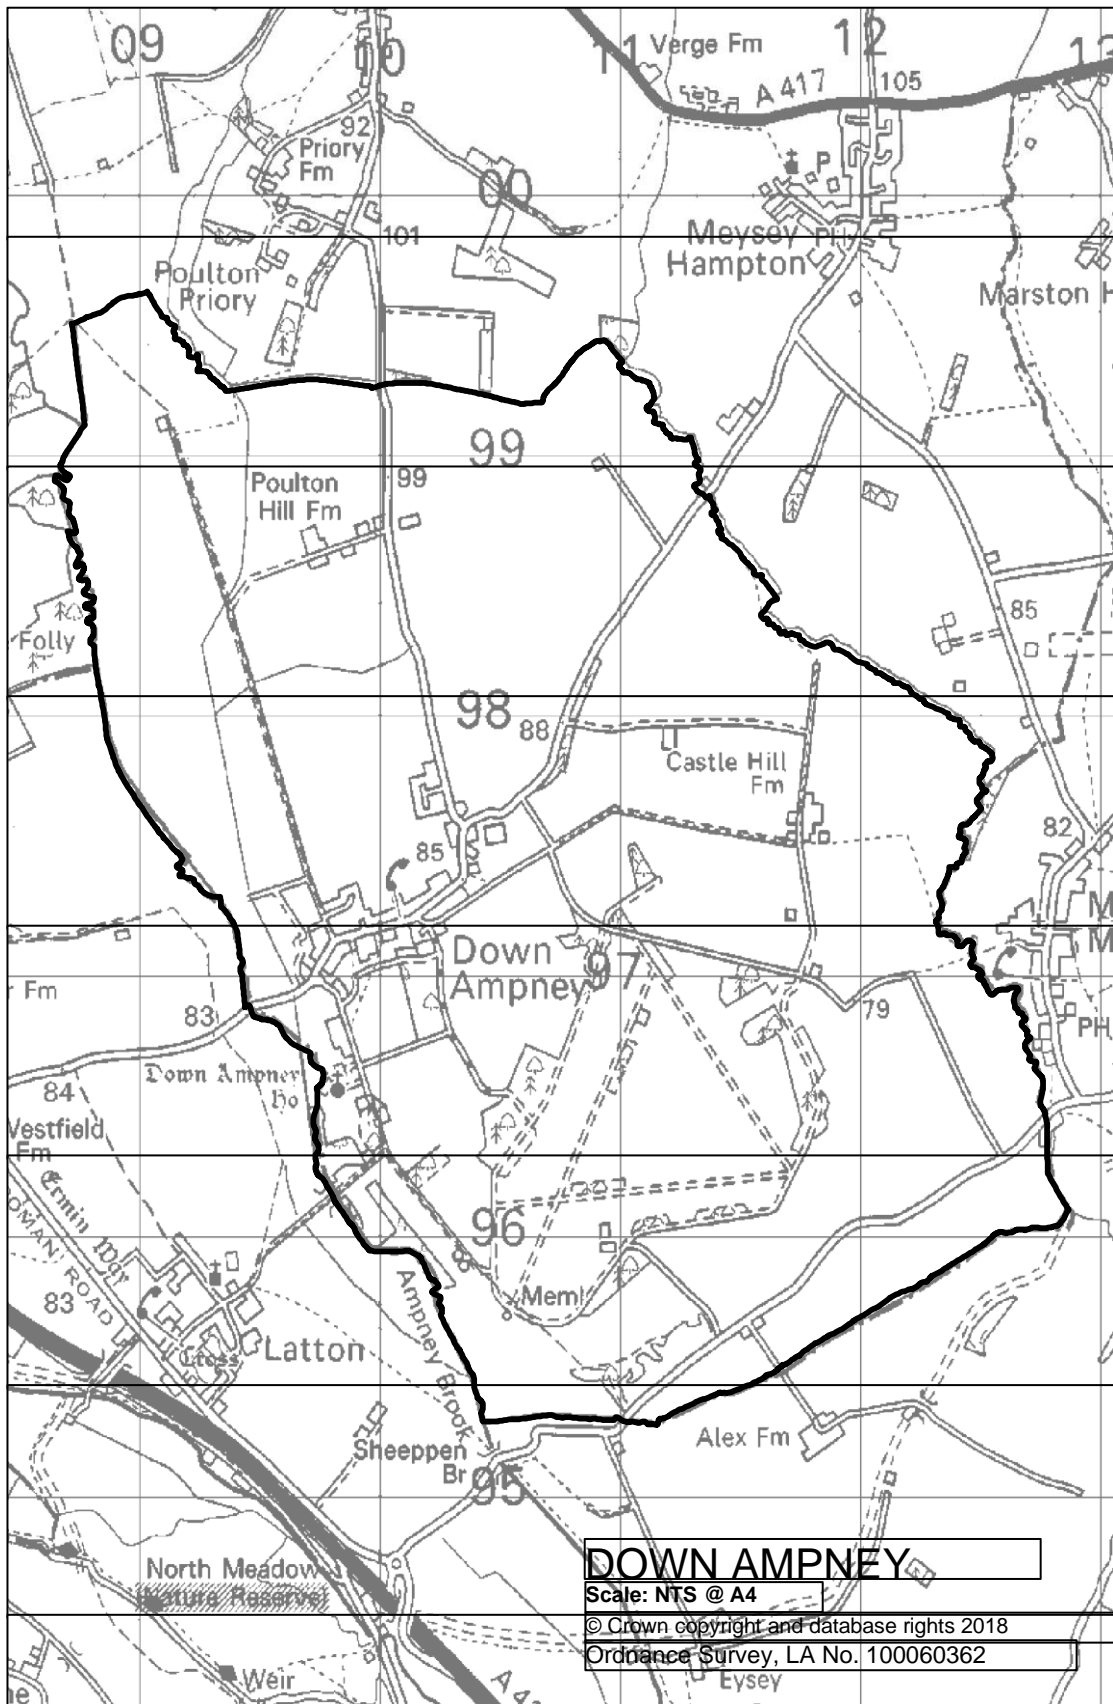 09
10
11
12
13
Verge Fm
A 417
105
92
Priory
Fm
P
00
101
Meysey
Hampton
PH
Poulton
Priory
Marston H
99
99
Poulton
Hill Fm
85
Folly
98
88
Castle Hill
Fm
82
85
M
M
Down
Ampney
97
r Fm
83
79
PH
Down Ampney
Ho
84
Westfield
Fm
Ermin Way
ROMAN ROAD
96
83
Meml
Ampney Brook
Latton
Cross
Alex Fm
Sheeppen
Br
95
North Meadow
Nature Reserve
DOWN AMPNEY
Scale: NTS @ A4
© Crown copyright and database rights 2018
Ordnance Survey, LA No. 100060362
Weir
Eysey